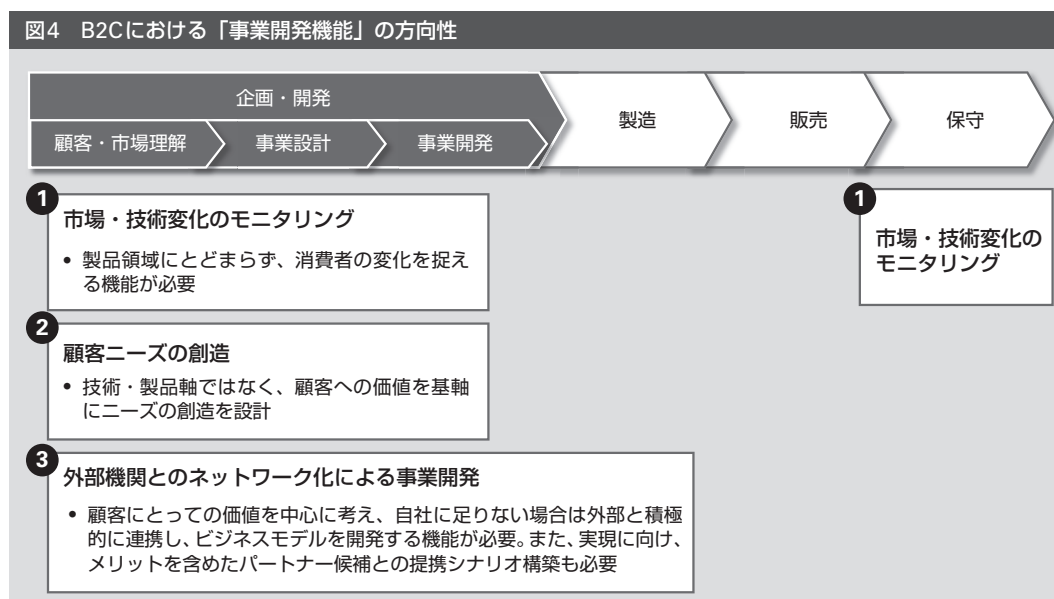 図4 B2Cにおける「事業開発機能」の方向性
企画・開発
顧客・市場理解
事業設計
事業開発
製造
販売
保守
1
市場・技術変化のモニタリング
• 製品領域にとどまらず、消費者の変化を捉え
る機能が必要
1
市場・技術変化の
モニタリング
2
顧客ニーズの創造
• 技術・製品軸ではなく、顧客への価値を基軸
にニーズの創造を設計
3
外部機関とのネットワーク化による事業開発
• 顧客にとっての価値を中心に考え、自社に足りない場合は外部と積極
的に連携し、ビジネスモデルを開発する機能が必要。また、実現に向け、
メリットを含めたパートナー候補との提携シナリオ構築も必要